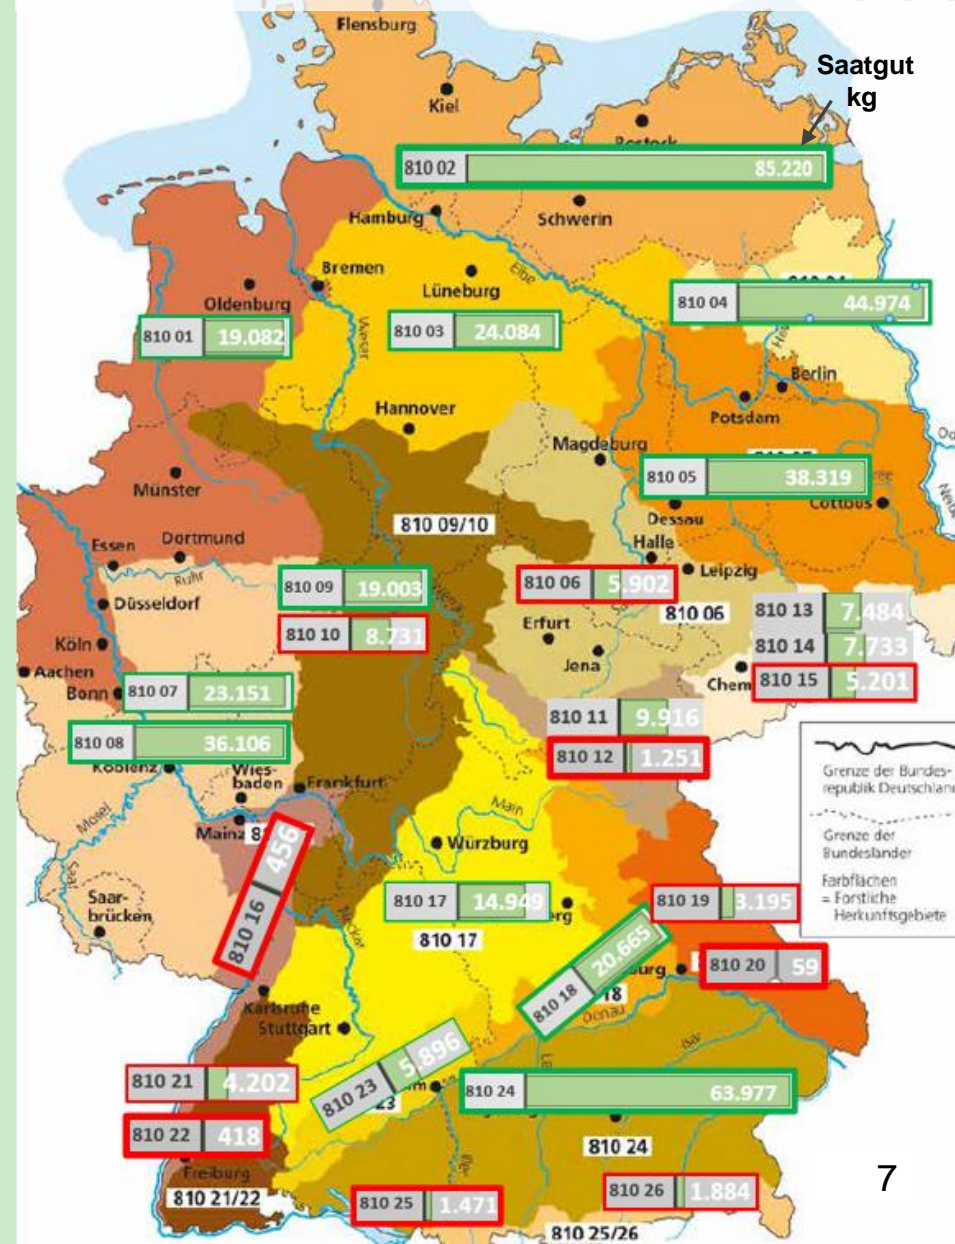 Flensburg
Saatgut
kg
Kiel
Rostock
810 02 85.220
Hamburg
Schwerin
Bremen
Elbe
Lüneburg
Oldenburg
810 04 44.974
810 01 19.082
Weser
810 03 24.084
Berlin
Hannover
Potsdam
Magdeburg
810 05 38.319
Münster
Cottbus
810 09/10
Dessau
Essen
Dortmund
Halle
Ruhr
Leipzig
810 09 19.003
810 06 5.902
Düsseldorf
810 06
810 13 7.484
Erfurt
810 10 8.731
810 14 7.733
Köln
Jena
Aachen
Chem
810 15 5.201
Bonn
810 07 23.151
810 11 9.916
810 08 36.106
810 12 1.251
Koblenz
Wies-
baden
Frankfurt
Grenze der Bundes-
republik Deutschland
Mosel
Main
Mainz
Würzburg
Grenze der
Bundesländer
810 16 456
Saar
Farbflächen
= Forstliche
Herkunftsgebiete
Saar-
brücken
810 17 14.949
erg
810 19 3.195
Neckar
810 17
810 18 20.665
burg
810 20 59
18
Karlsruhe
Donau
Stuttgart
Isar
810 23 5.896
23
810 21 4.202
810 24 63.977
810 22 418
810 24
Freiburg
7
810 21/22
810 25 1.471
810 26 1.884
810 25/26